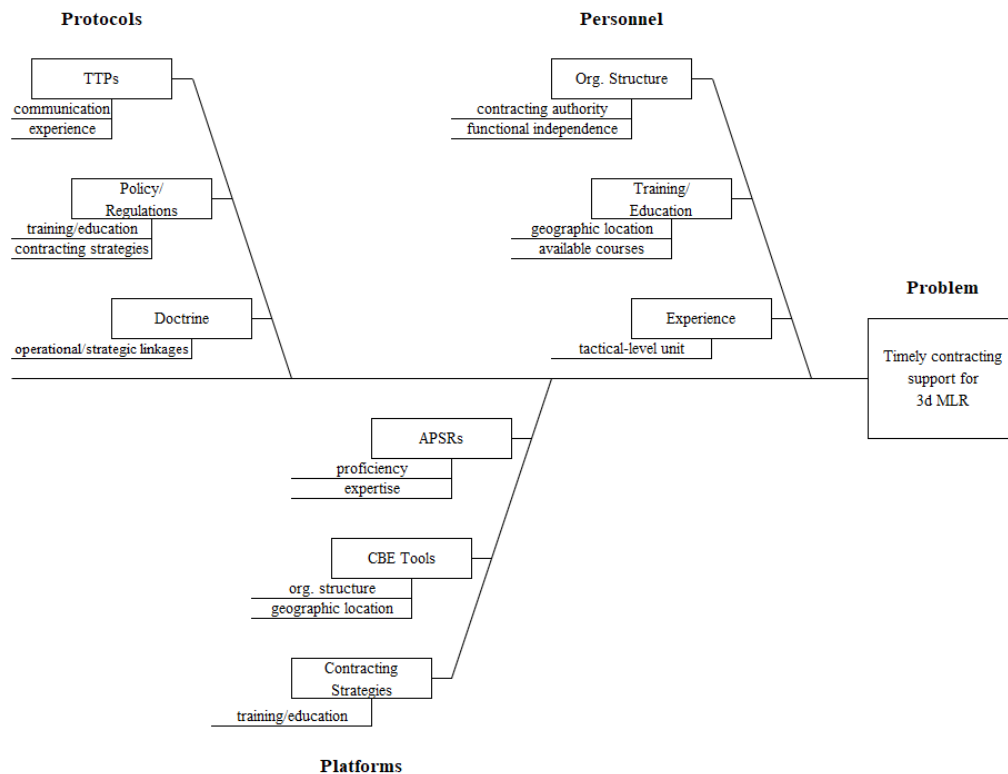 Protocols
TTPs
communication
experience
Policy/
Regulations
training/education
contracting strategies
Doctrine
operational/strategic linkages
Personnel
Org. Structure
contracting authority
functional independence
Training/
Education
geographic location
available courses
Experience
tactical-level unit
Problem
Timely contracting
support for
3d MLR
APSRs
proficiency
expertise
CBE Tools
org. structure
geographic location
Contracting
Strategies
training/education
Platforms